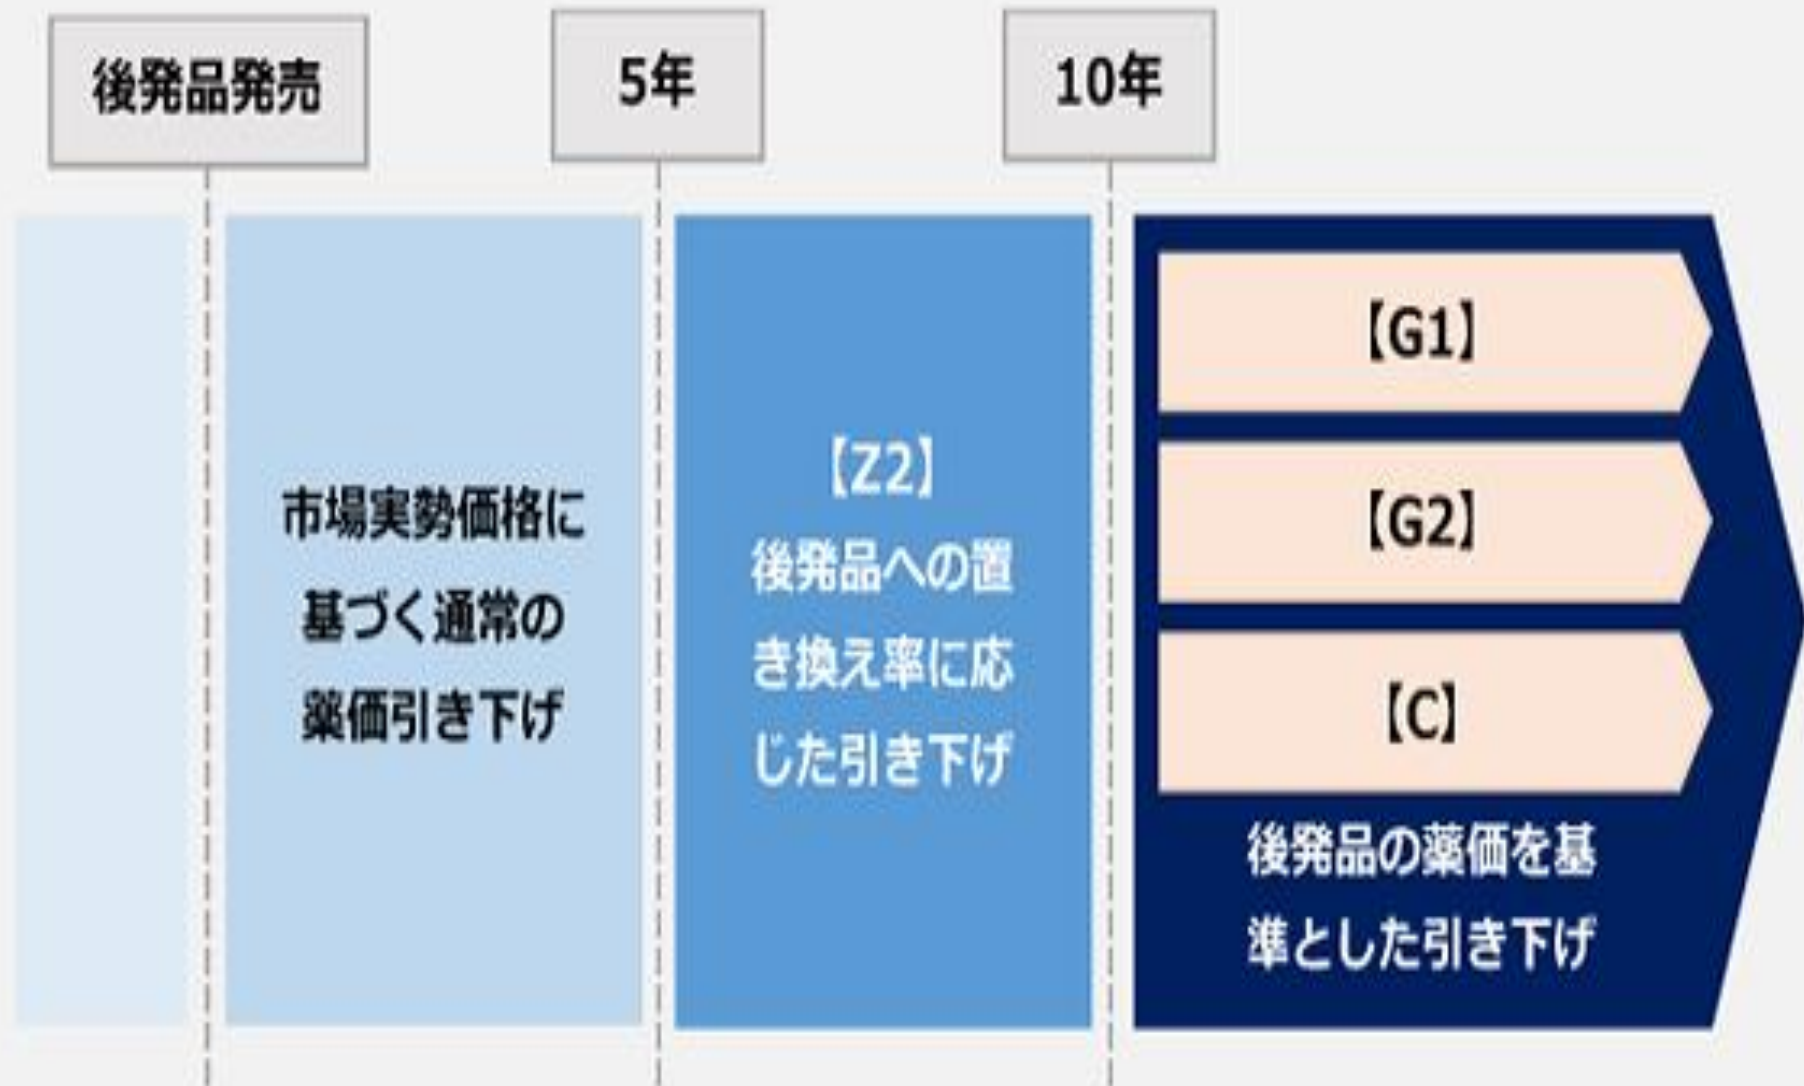 後発品発売
5年
10年
市場実勢価格に
基づく通常の
薬価引き下げ
【Z2】
後発品への置
き換え率に応
じた引き下げ
【G1】
【G2】
【C】
後発品の薬価を基
準とした引き下げ